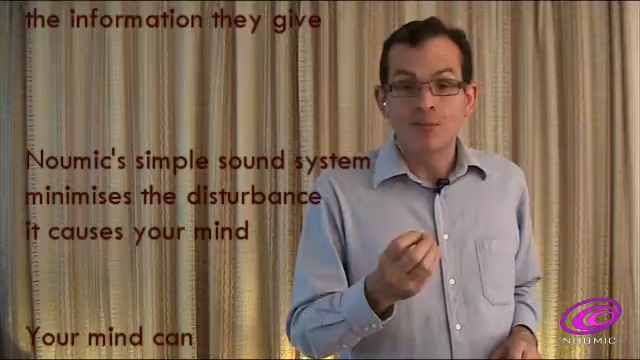 the information they give
Noumic's simple sound system
minimises the disturbance
it causes your mind
Your mind can
NOUMIC